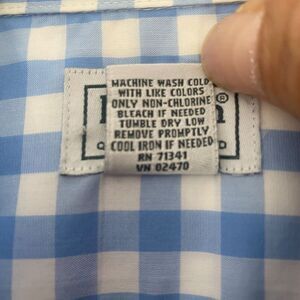 MACHINE WASH COLD
WITH LIKE COLORS
ONLY NON-CHLORINE
BLEACH IF NEEDED
TUMBLE DRY LOW
REMOVE PROMPTLY
COOL IRON IF NEEDED
RN 71341
VN 02470